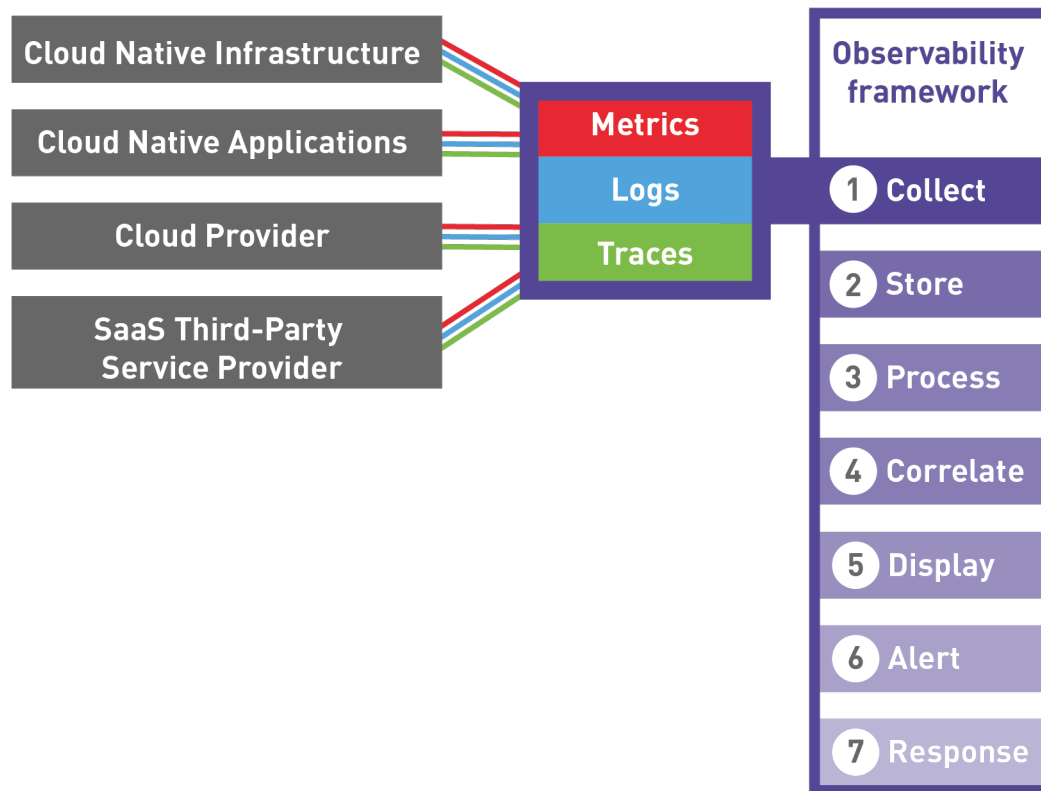 Cloud Native Infrastructure
Cloud Native Applications
Cloud Provider
SaaS Third-Party
Service Provider
Metrics
Logs
Traces
Observability
framework
1 Collect
2 Store
3 Process
4 Correlate
5 Display
6 Alert
7 Response